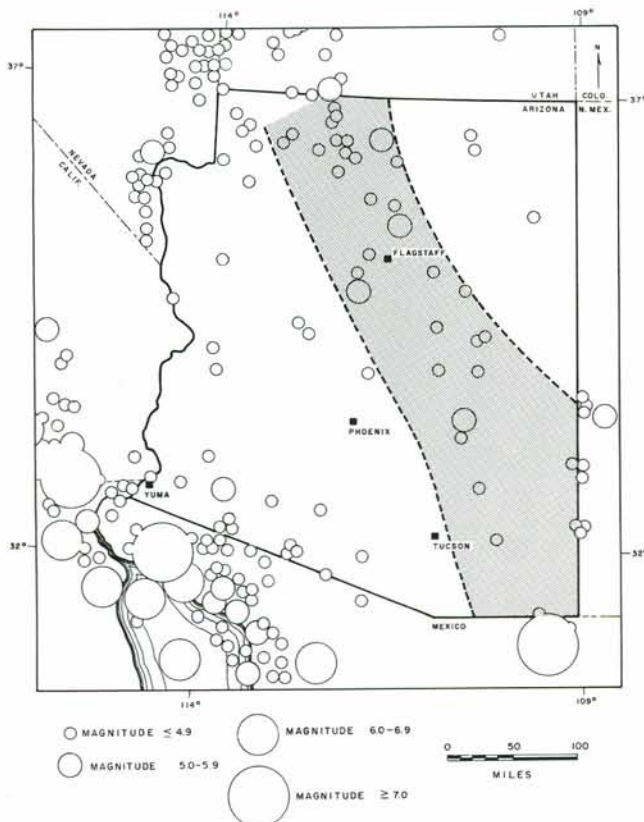 114°
109°
37°
N
UTAH COLO.
37°
ARIZONA N. MEX.
NEVADA
CALIF.
FLAGSTAFF
PHOENIX
YUMA
32°
TUCSON
32°
MEXICO
114°
109°
MAGNITUDE ≤ 4.9
MAGNITUDE 6.0-6.9
MAGNITUDE 5.0-5.9
0 50 100
MILES
MAGNITUDE ≥ 7.0